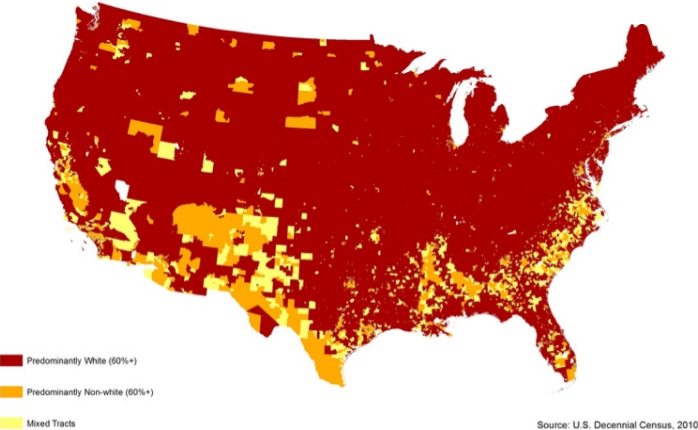 Predominantly White (60%+)
Predominantly Non-white (60%+)
Mixed Tracts
Source: U.S. Decennial Census, 2010